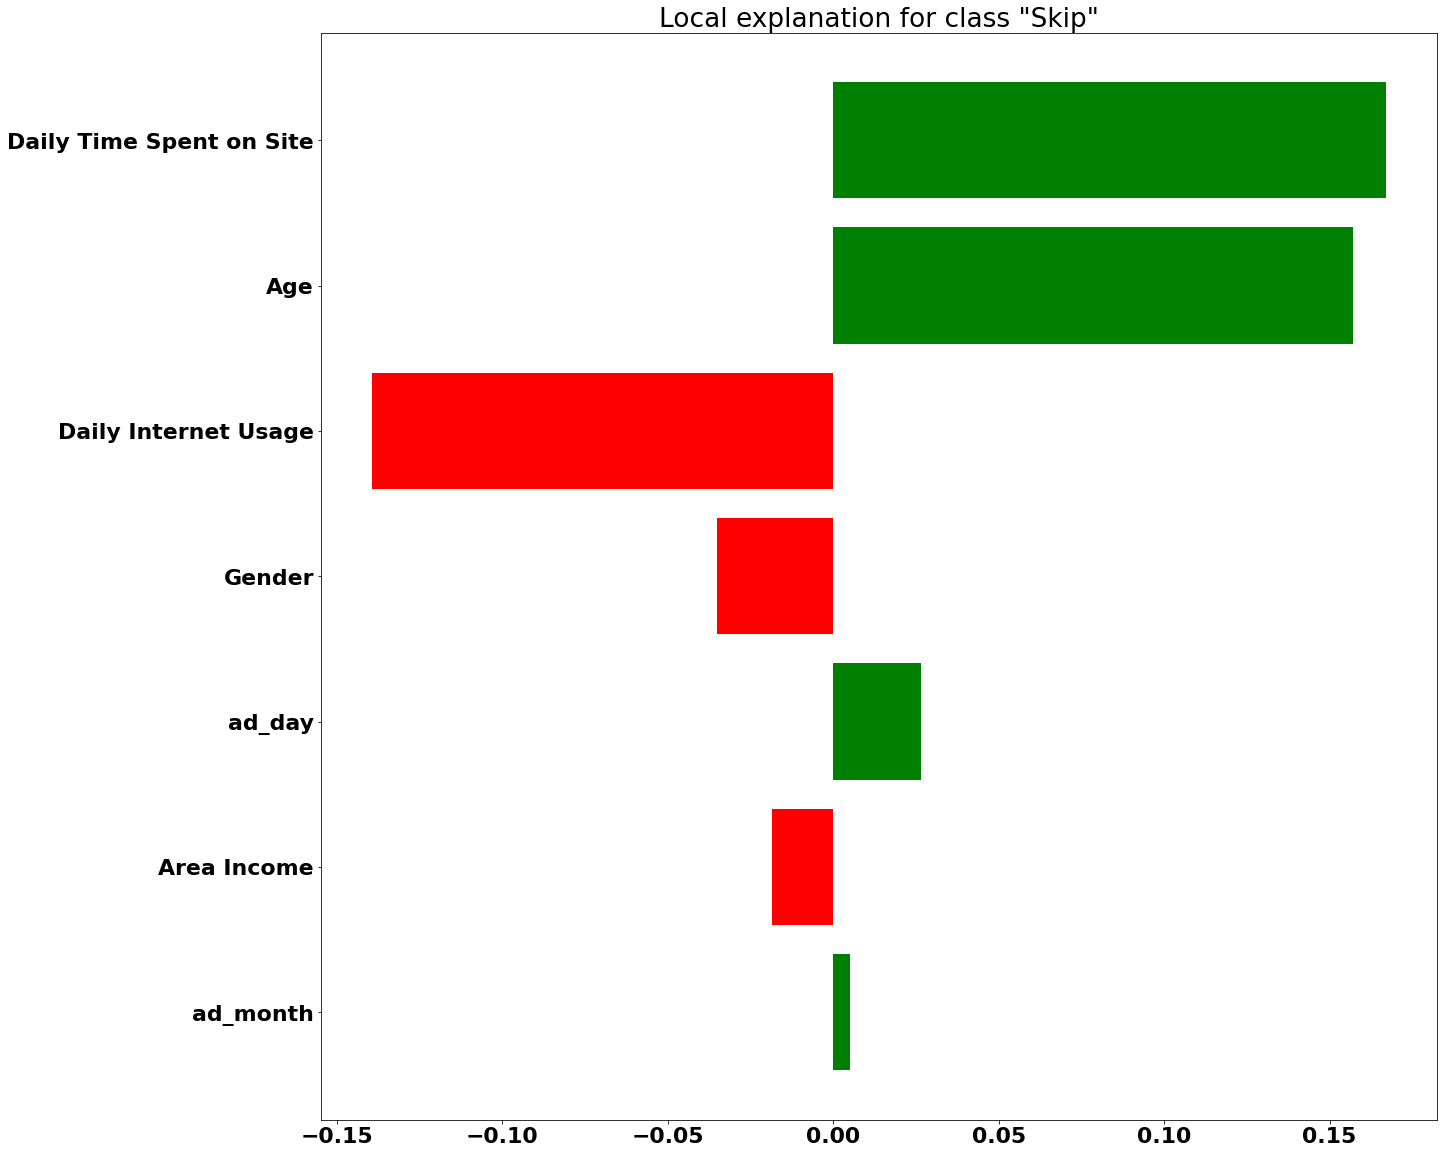 Local explanation for class "Skip"
Daily Time Spent on Site
Age
Daily Internet Usage
Gender
ad_day
Area Income
ad_month
−0.15 −0.10 −0.05 0.00 0.05 0.10 0.15